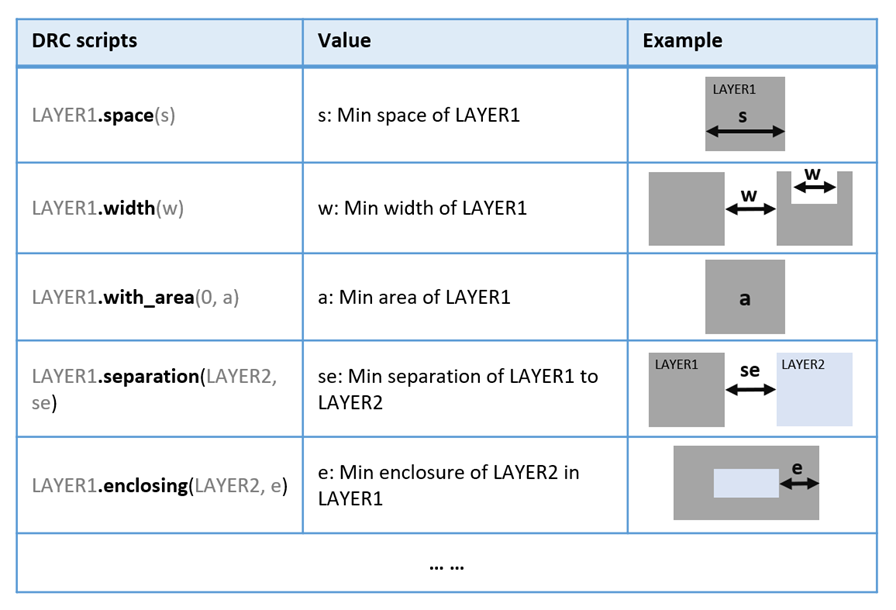 DRC scripts
Value
Example
LAYER1.space(s)
s: Min space of LAYER1
LAYER1
s
LAYER1.width(w)
w: Min width of LAYER1
w
w
LAYER1.with_area(0, a)
a: Min area of LAYER1
a
LAYER1.separation(LAYER2,
se)
se: Min separation of LAYER1 to
LAYER2
LAYER1
se
LAYER2
LAYER1.enclosing(LAYER2, e)
e: Min enclosure of LAYER2 in
LAYER1
e
... ...